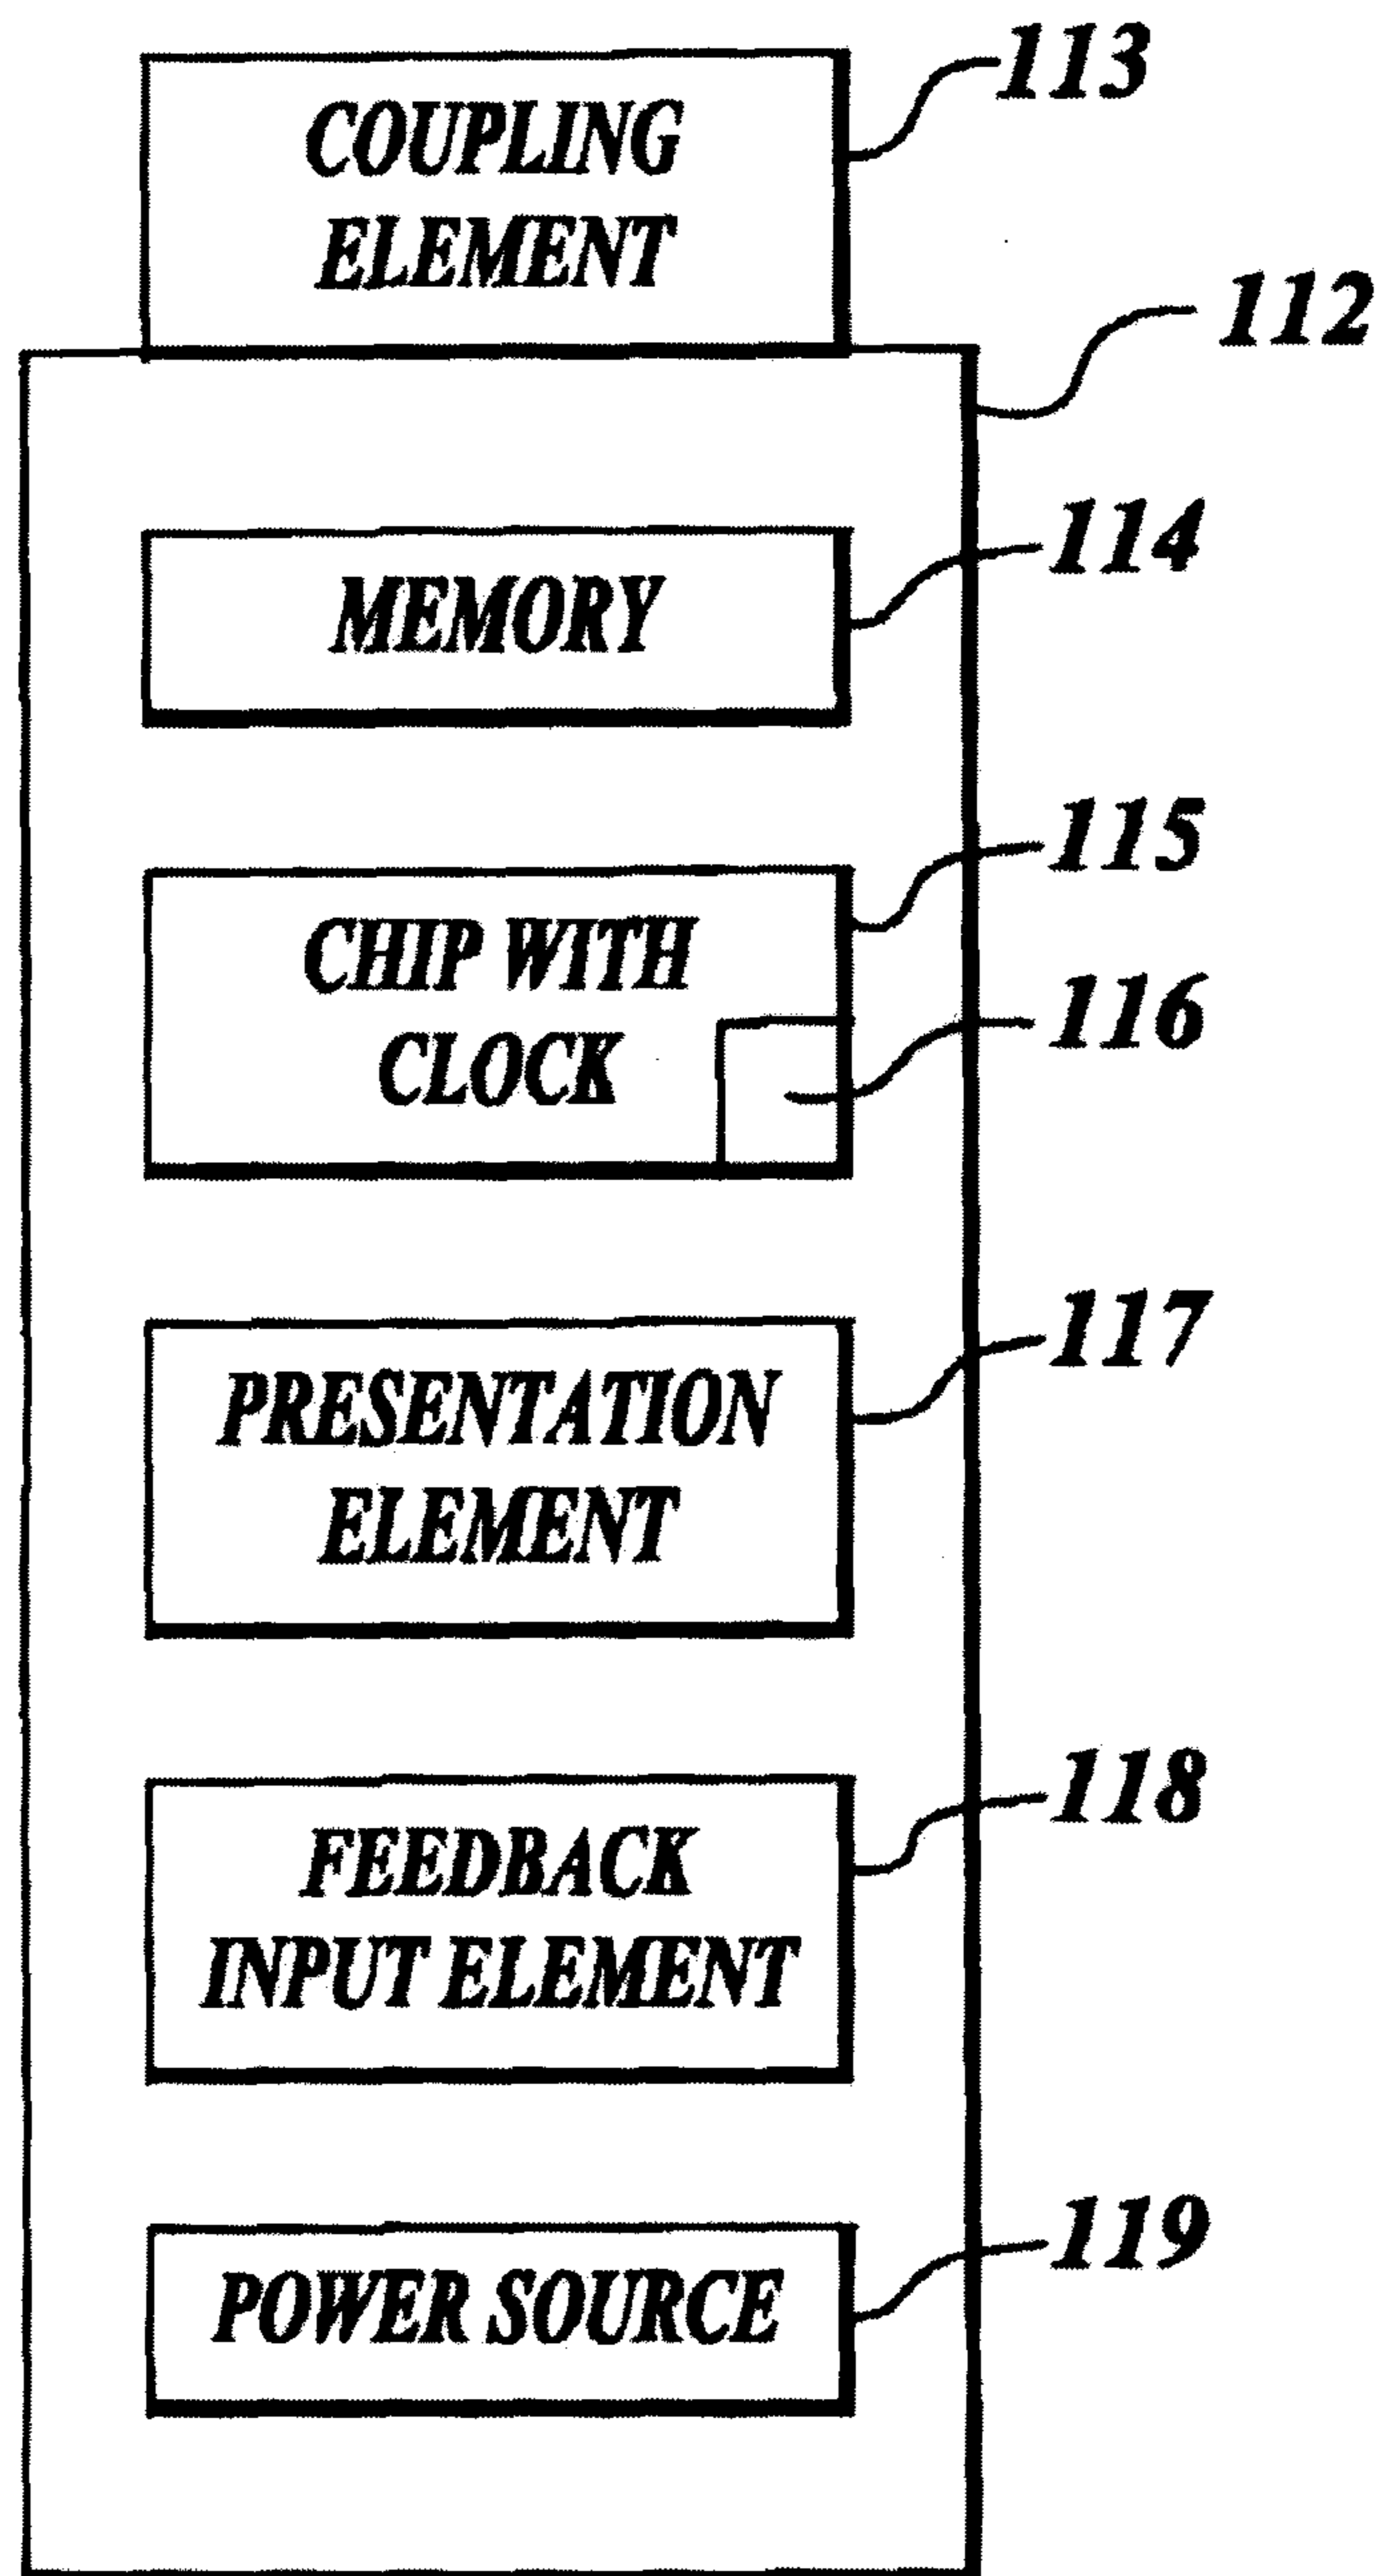 113
COUPLING
ELEMENT
112
114
MEMORY
115
CHIP WITH
116
CLOCK
117
PRESENTATION
ELEMENT
118
FEEDBACK
INPUT ELEMENT
119
POWER SOURCE